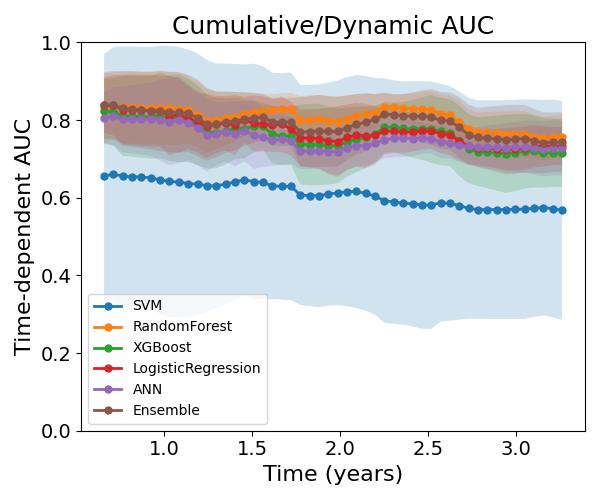 Cumulative/Dynamic AUC
Time-dependent AUC
1.0
0.8
0.6
0.4
0.2
0.0
SVM
RandomForest
XGBoost
LogisticRegression
ANN
Ensemble
1.0 1.5 2.0 2.5 3.0
Time (years)